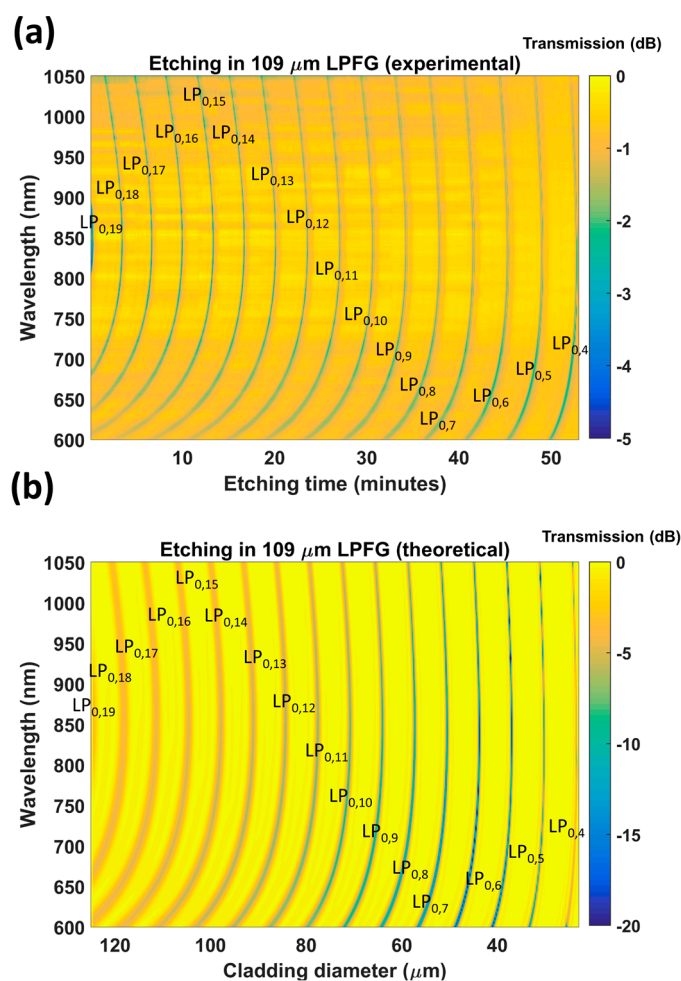 (a)
Transmission (dB)
Etching in 109 μm LPFG (experimental)
1050
1000
950
900
850
800
750
700
650
600
Wavelength (nm)
LP0,15
LP0,16
LP0,14
LP0,17
LP0,13
LP0,18
LP0,12
LP0,19
LP0,11
LP0,10
LP0,9
LP0,4
LP0,5
LP0,8
LP0,6
LP0,7
0
-1
-2
-3
-4
-5
10 20 30 40 50
Etching time (minutes)
(b)
Transmission (dB)
Etching in 109 μm LPFG (theoretical)
1050
1000
950
900
850
800
750
700
650
600
Wavelength (nm)
LP0,15
LP0,16
LP0,14
LP0,17
LP0,13
LP0,18
LP0,12
LP0,19
LP0,11
LP0,10
LP0,9
LP0,4
LP0,5
LP0,8
LP0,6
LP0,7
0
-5
-10
-15
-20
120 100 80 60 40
Cladding diameter (μm)